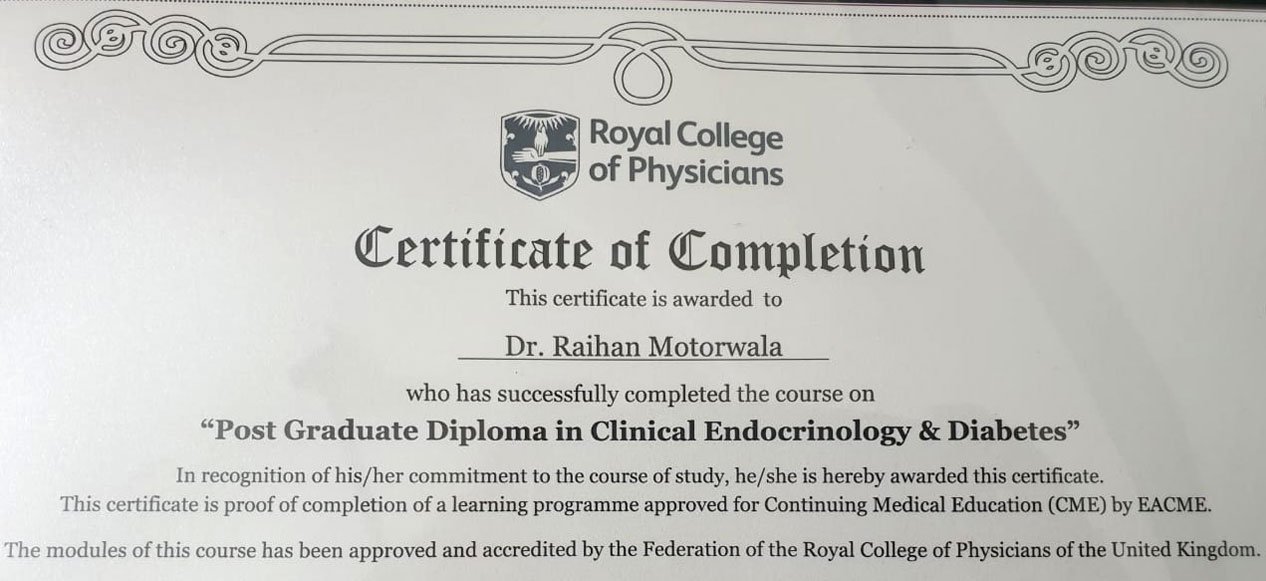 Royal College
of Physicians
Certificate of Completion
This certificate is awarded to
Dr. Raihan Motorwala
who has successfully completed the course on
“Post Graduate Diploma in Clinical Endocrinology & Diabetes”
In recognition of his/her commitment to the course of study, he/she is hereby awarded this certificate.
This certificate is proof of completion of a learning programme approved for Continuing Medical Education (CME) by EACME.
The modules of this course has been approved and accredited by the Federation of the Royal College of Physicians of the United Kingdom.